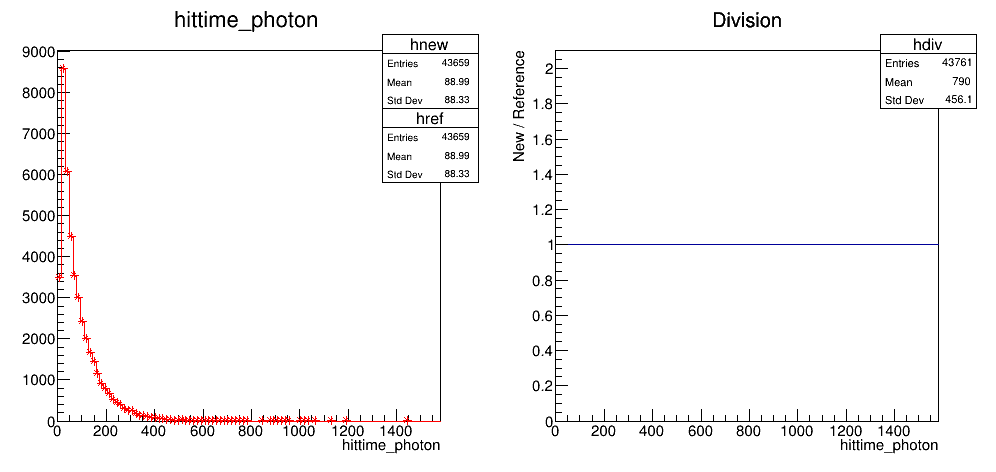 hittime_photon
hnew
Entries 43659
Mean 88.99
Std Dev 88.33
href
Entries 43659
Mean 88.99
Std Dev 88.33
9000
8000
7000
6000
5000
4000
3000
2000
1000
0
0 200 400 600 800 1000 1200 1400
hittime_photon
Division
hdiv
Entries 43761
Mean 790
Std Dev 456.1
New / Reference
2
1.8
1.6
1.4
1.2
1
0.8
0.6
0.4
0.2
0
0 200 400 600 800 1000 1200 1400
hittime_photon